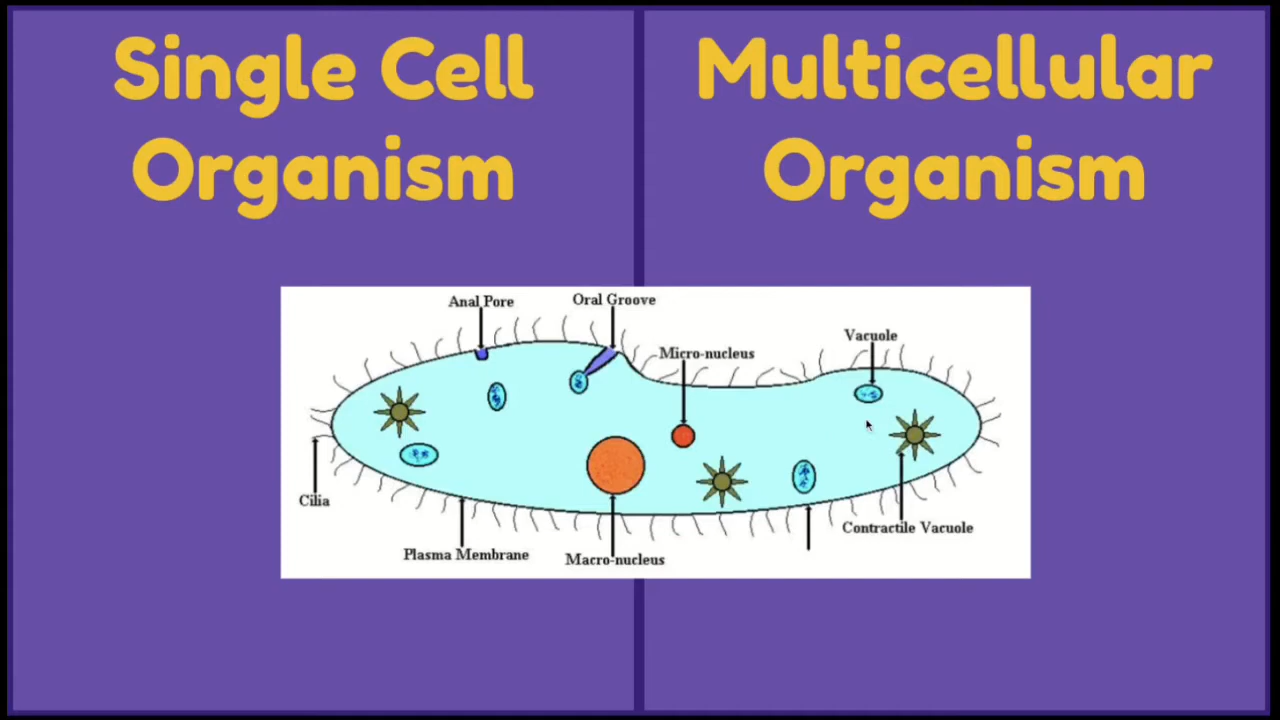 Single Cell
Organism
Multicellular
Organism
Anal Pore
Oral Groove
Micro-nucleus
Vacuole
Cilia
Plasma Membrane
Macro-nucleus
Contractile Vacuole